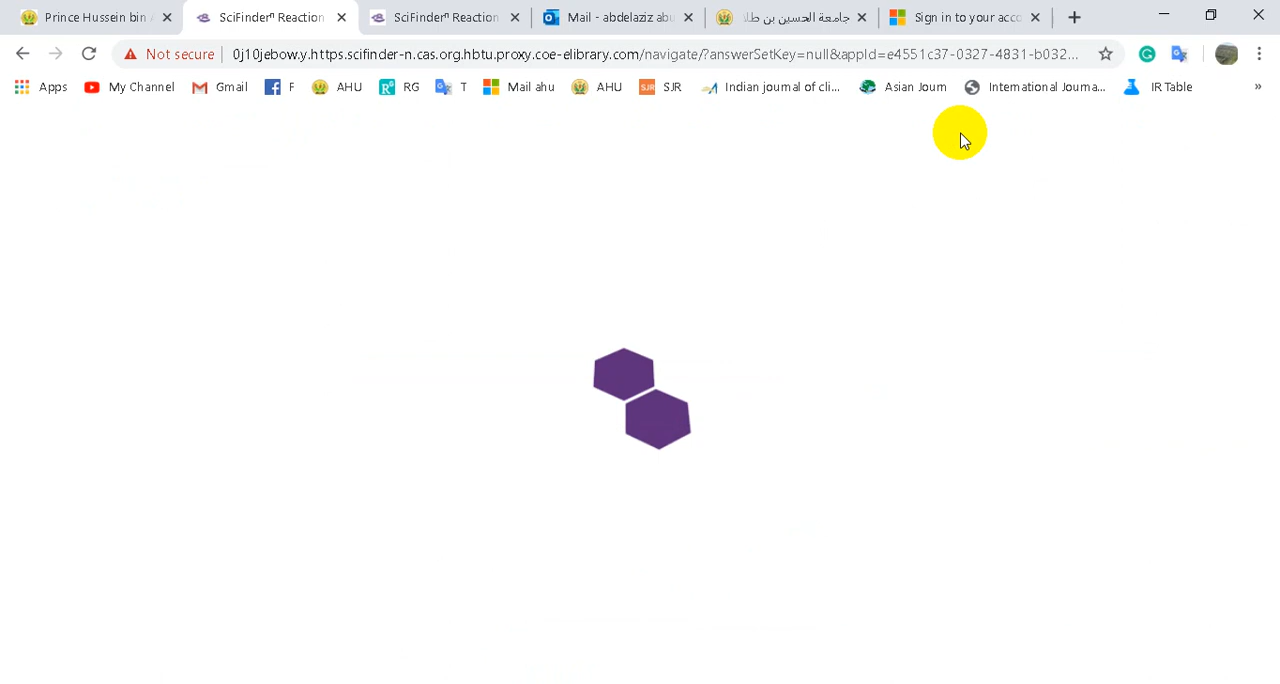 Prince Hussein bin A
SciFinderⁿ Reaction
SciFinderⁿ Reaction
Mail - abdelaziz abu
جامعة الحسين بن طلا
Sign in to your acco
Not secure
0j10jebow.y.https.scifinder-n.cas.org.hbtu.proxy.coe-elibrary.com/navigate/?answerSetKey=null&appId=e4551c37-0327-4831-b032...
Apps
My Channel
Gmail
F
AHU
RG
T
Mail ahu
AHU
SJR
SJR
Indian journal of cli...
Asian Journ
International Journa...
IR Table
»